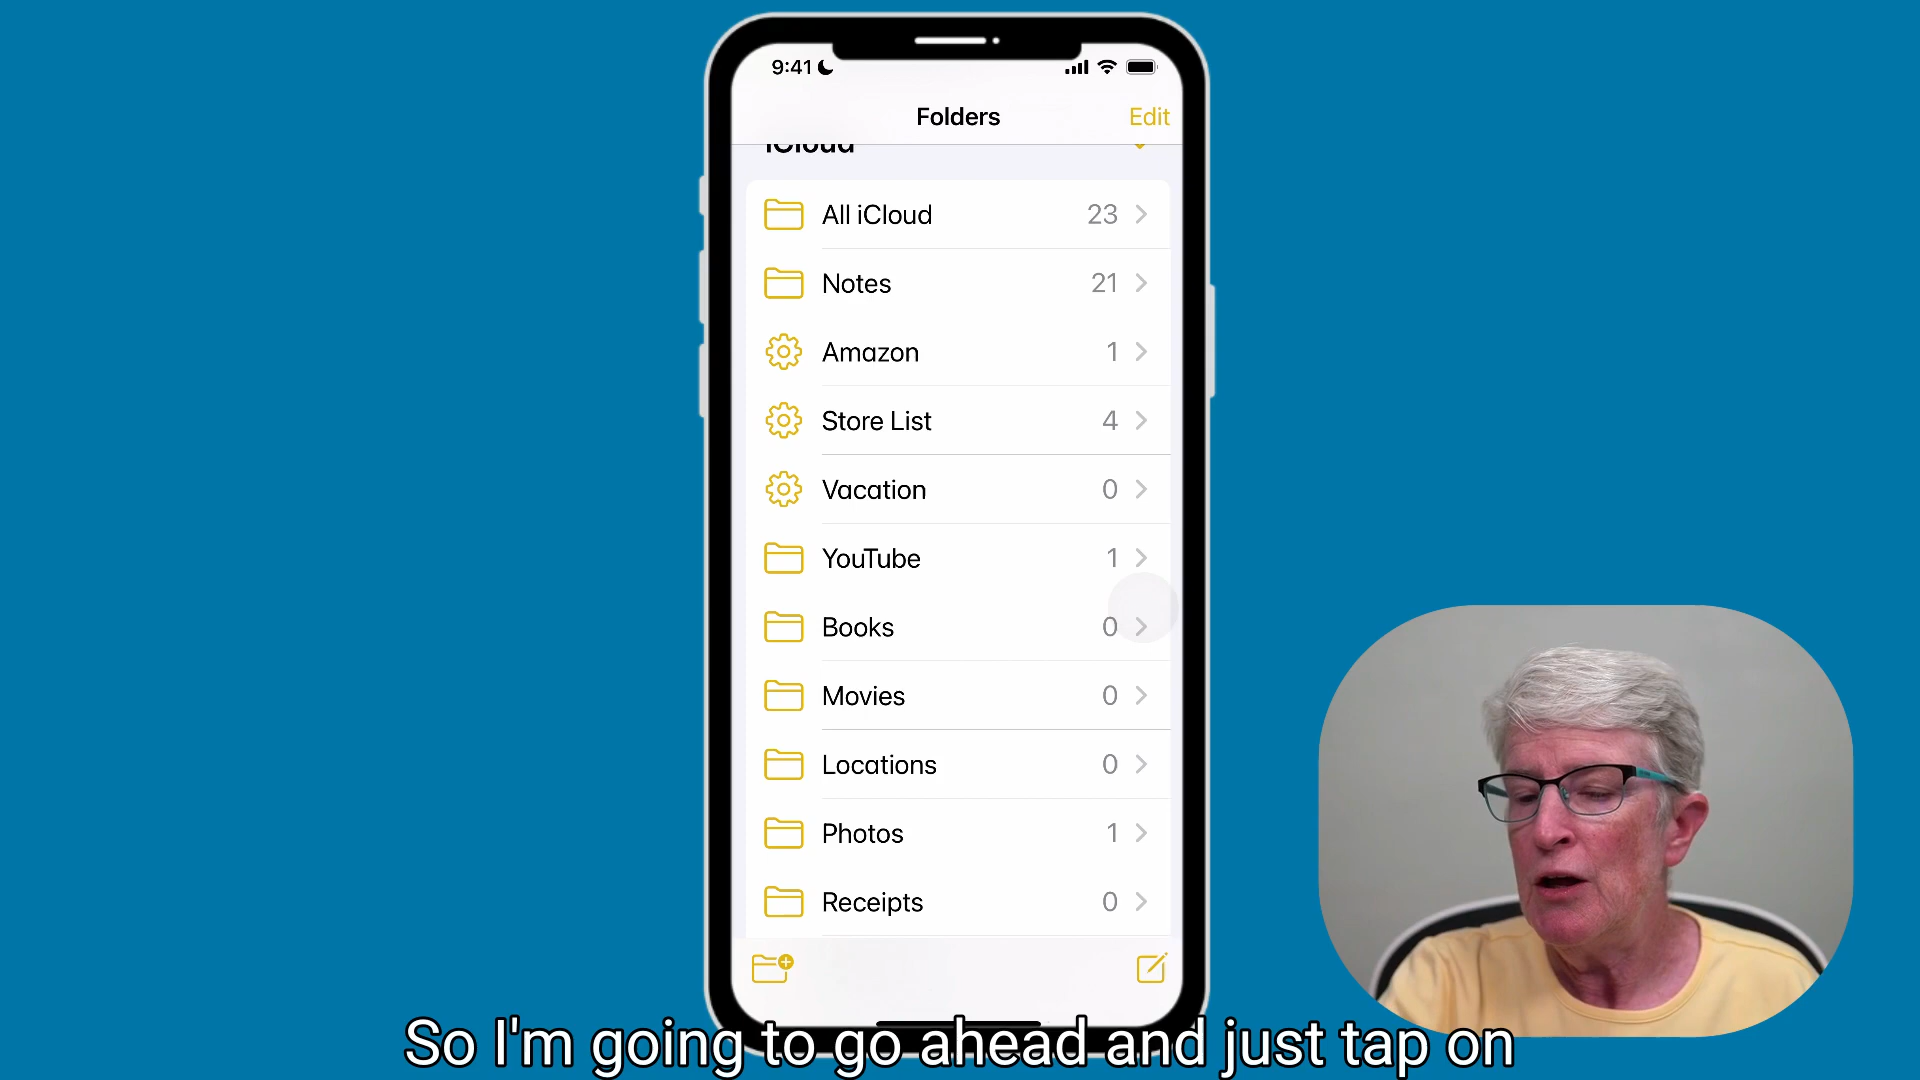 9:41
Folders Edit
iCloud
All iCloud 23
Notes 21
Amazon 1
Store List 4
Vacation 0
YouTube 1
Books 0
Movies 0
Locations 0
Photos 1
Receipts 0
So I'm going to go ahead and just tap on